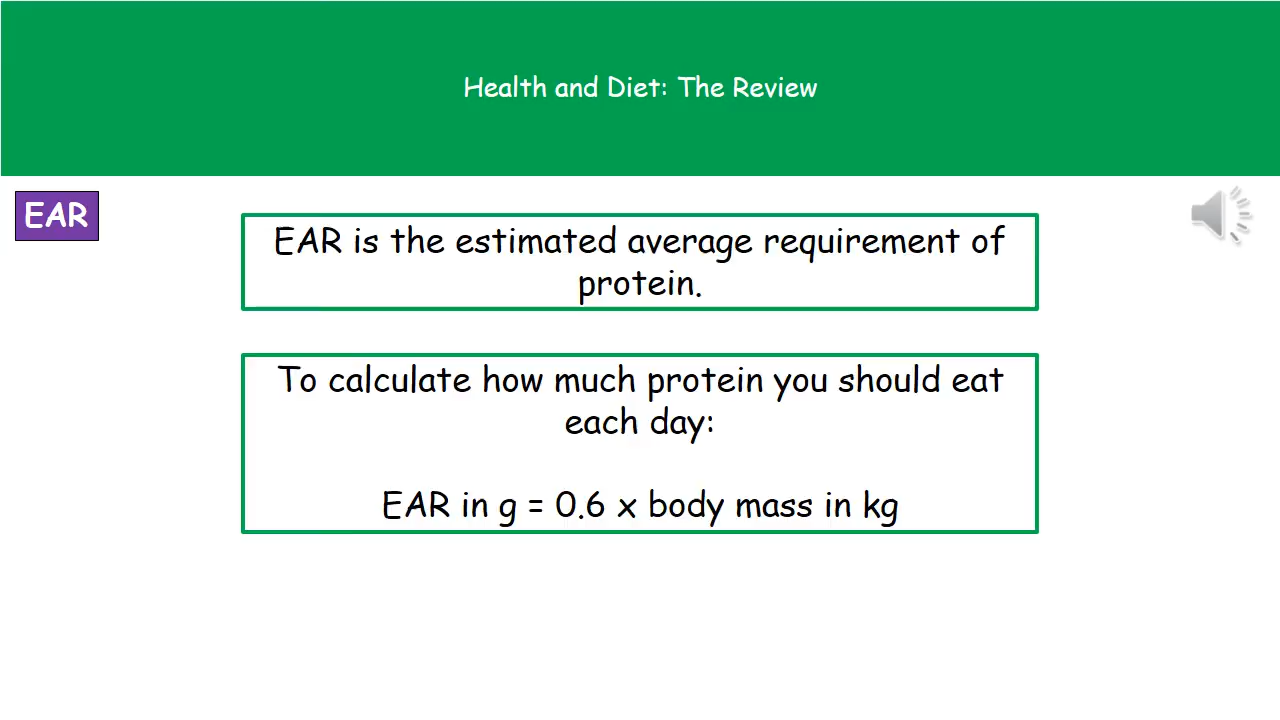 Health and Diet: The Review
EAR
EAR is the estimated average requirement of
protein.
To calculate how much protein you should eat
each day:
EAR in g = 0.6 x body mass in kg